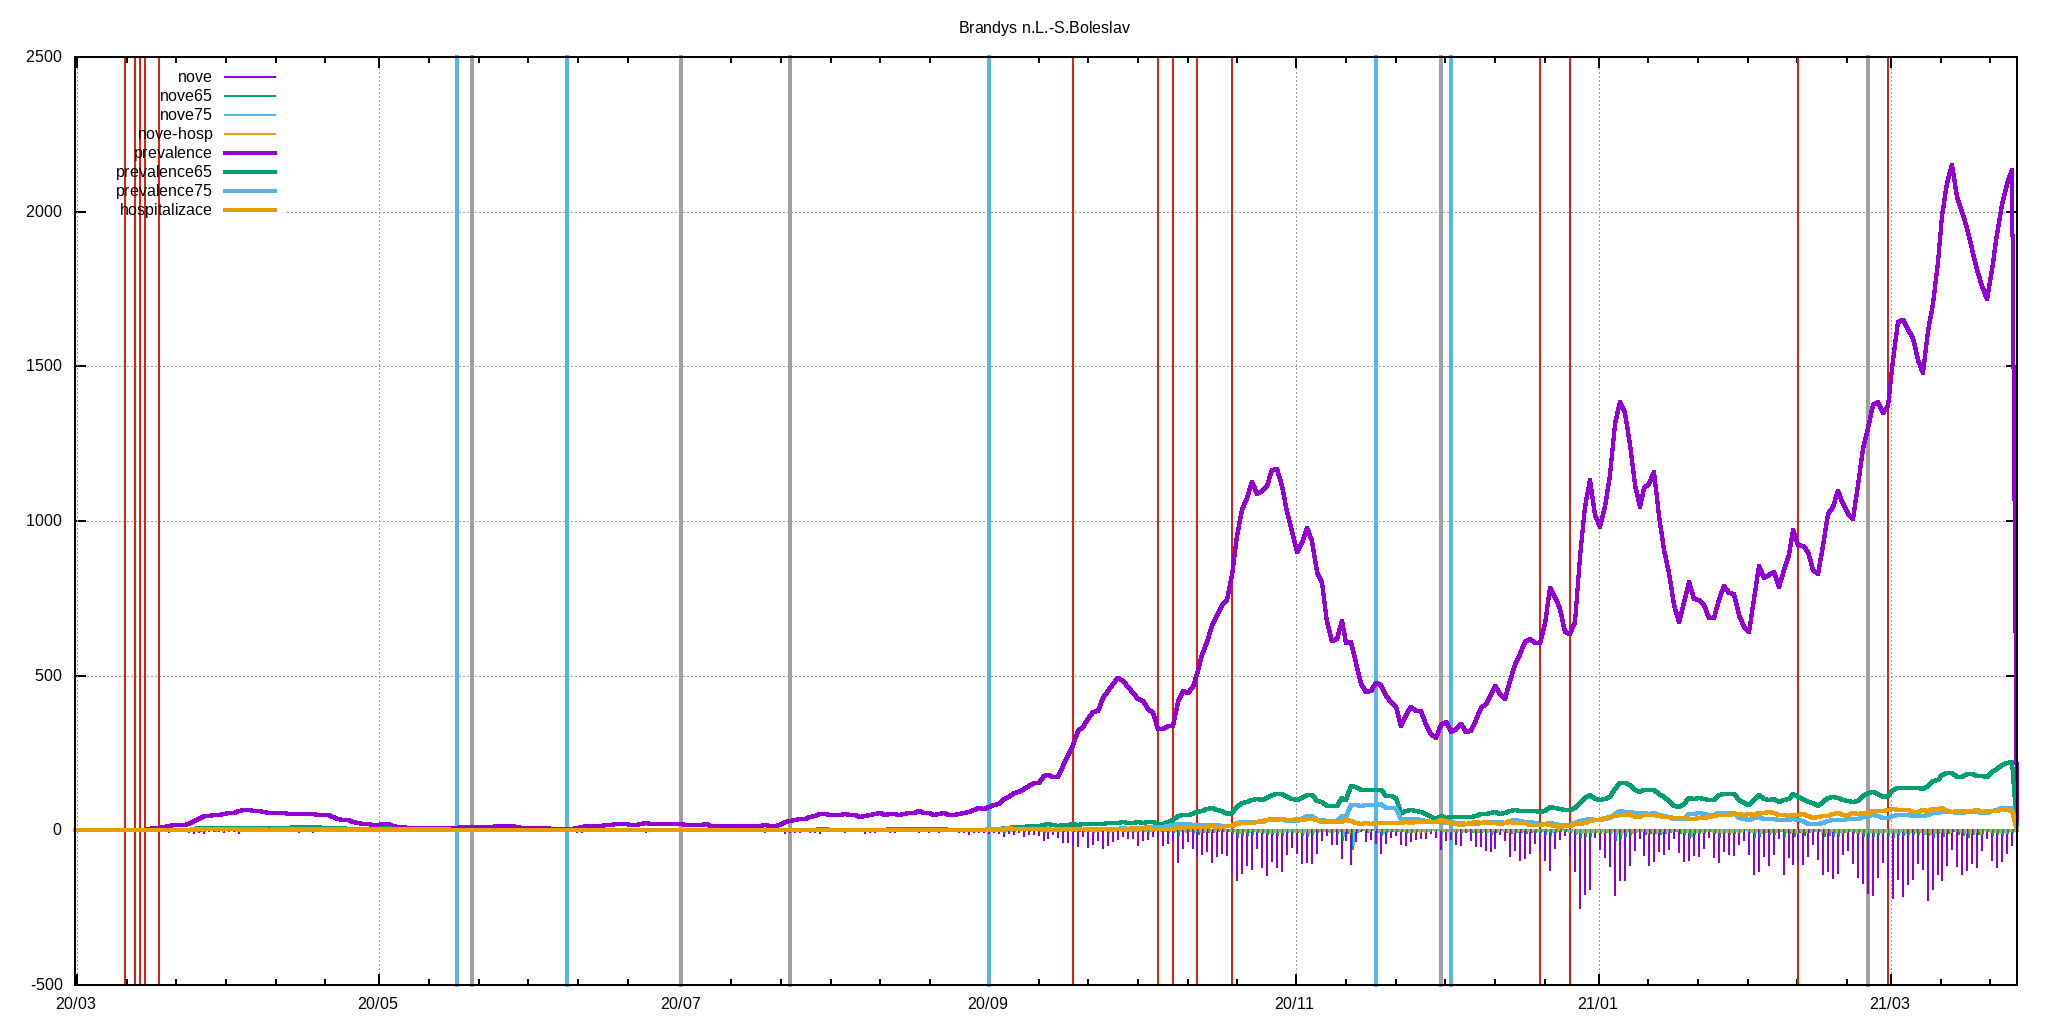 Brandys n.L.-S.Boleslav
2500
nove
nove65
nove75
nove-hosp
prevalence
prevalence65
prevalence75
hospitalizace
2000
1500
1000
500
0
-500
20/03 20/05 20/07 20/09 20/11 21/01 21/03